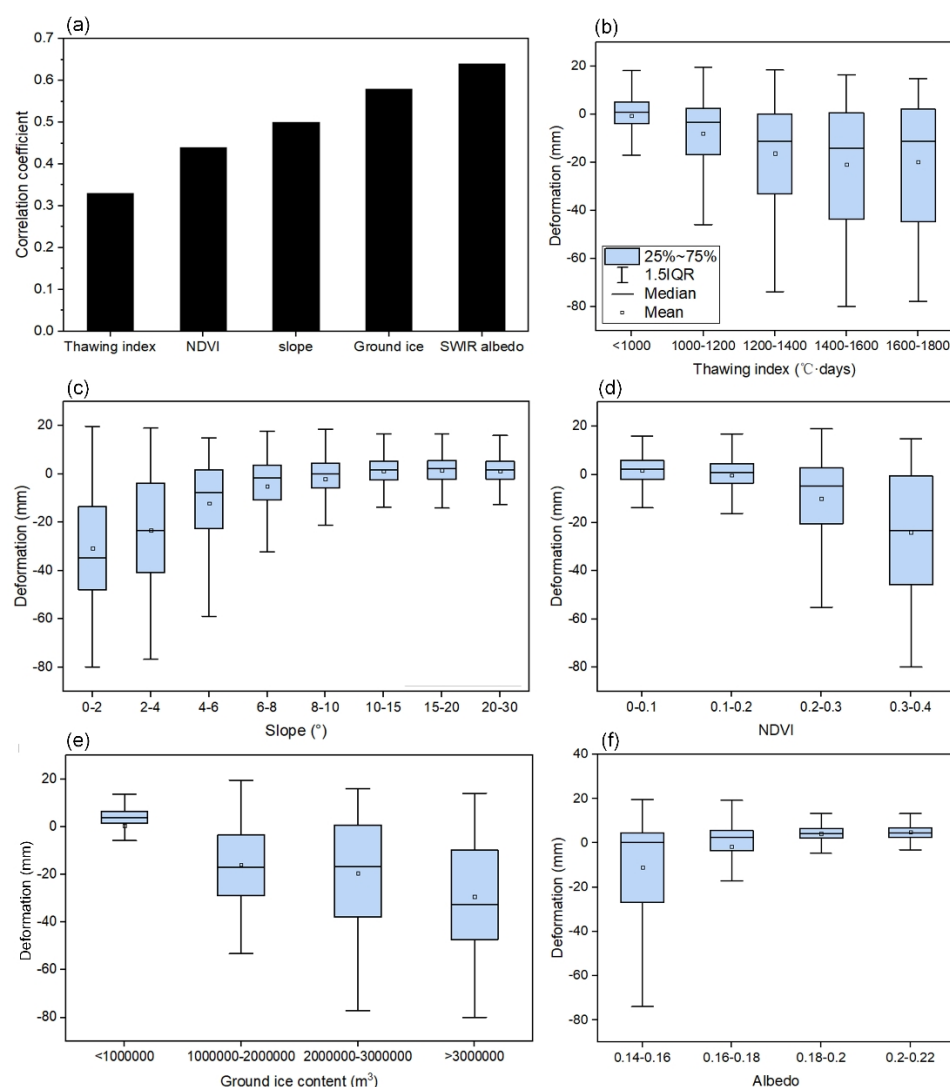 (a)
0.7
0.6
0.5
0.4
0.3
0.2
0.1
0.0
Correlation coefficient
Thawing index NDVI slope Ground ice SWIR albedo
(b)
20
0
-20
-40
-60
-80
Deformation (mm)
25%~75%
1.5IQR
Median
Mean
<1000 1000-1200 1200-1400 1400-1600 1600-1800
Thawing index (℃·days)
(c)
20
0
-20
-40
-60
-80
Deformation (mm)
0-2 2-4 4-6 6-8 8-10 10-15 15-20 20-30
Slope (°)
(d)
20
0
-20
-40
-60
-80
Deformation (mm)
0-0.1 0.1-0.2 0.2-0.3 0.3-0.4
NDVI
(e)
20
0
-20
-40
-60
-80
Deformation (mm)
<1000000 1000000-2000000 2000000-3000000 >3000000
Ground ice content (m³)
(f)
40
20
0
-20
-40
-60
-80
Deformation (mm)
0.14-0.16 0.16-0.18 0.18-0.2 0.2-0.22
Albedo